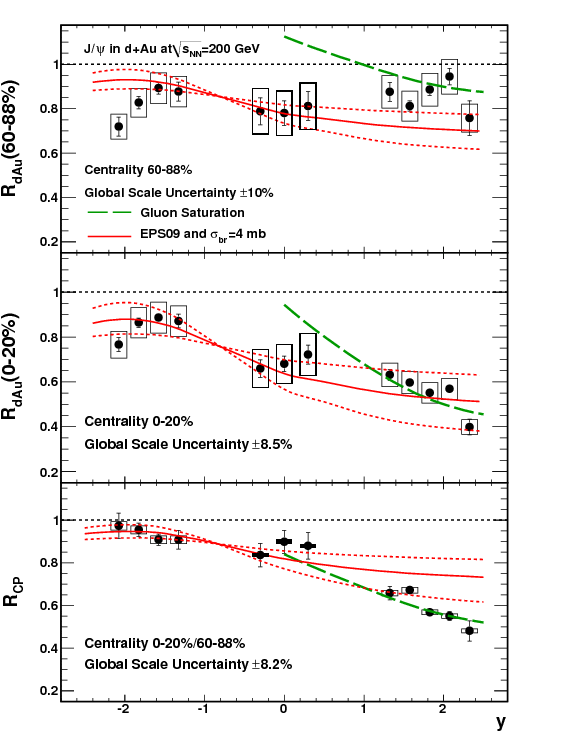 J/ψ in d+Au at √sNN=200 GeV
RdAu(60-88%)
1
0.8
0.6
0.4
0.2
Centrality 60-88%
Global Scale Uncertainty ±10%
Gluon Saturation
EPS09 and σbr=4 mb
RdAu(0-20%)
1
0.8
0.6
0.4
0.2
Centrality 0-20%
Global Scale Uncertainty ±8.5%
RCP
1
0.8
0.6
0.4
0.2
Centrality 0-20%/60-88%
Global Scale Uncertainty ±8.2%
-2 -1 0 1 2
y